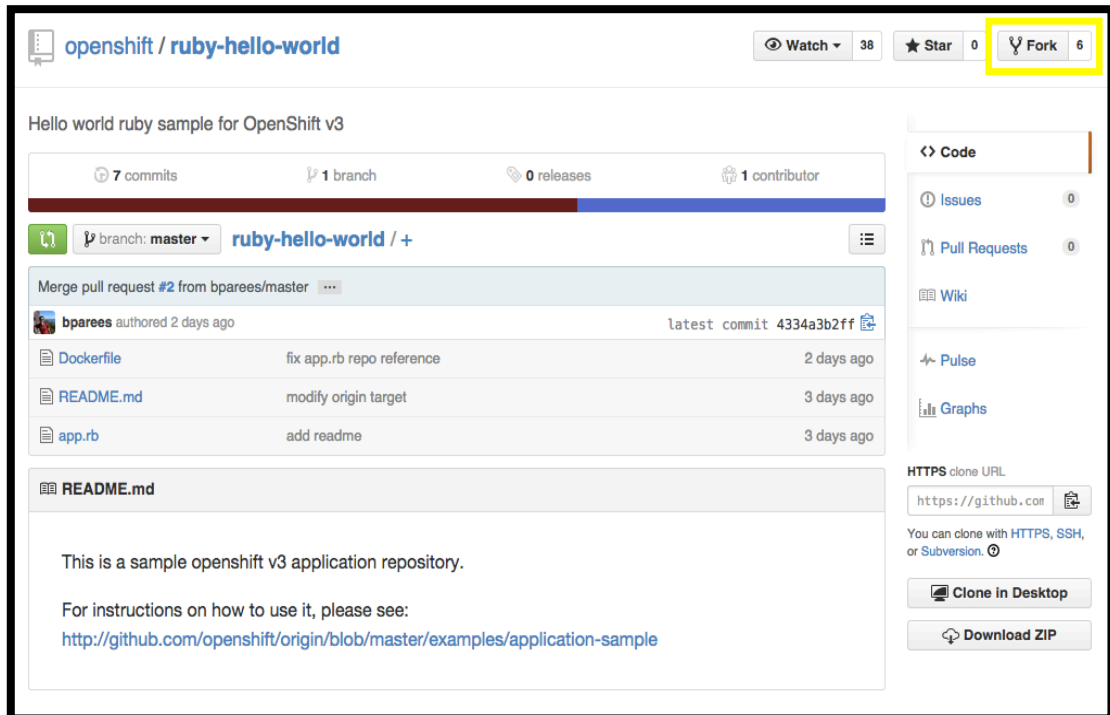 openshift / ruby-hello-world
Watch 38
Star 0
Fork 6
Hello world ruby sample for OpenShift v3
7 commits
1 branch
0 releases
1 contributor
branch: master
ruby-hello-world / +
Merge pull request #2 from bparees/master ...
bparees authored 2 days ago
latest commit 4334a3b2ff
Dockerfile fix app.rb repo reference 2 days ago
README.md modify origin target 3 days ago
app.rb add readme 3 days ago
README.md
This is a sample openshift v3 application repository.
For instructions on how to use it, please see:
http://github.com/openshift/origin/blob/master/examples/application-sample
<> Code
Issues 0
Pull Requests 0
Wiki
Pulse
Graphs
HTTPS clone URL
https://github.com
You can clone with HTTPS, SSH,
or Subversion.
Clone in Desktop
Download ZIP